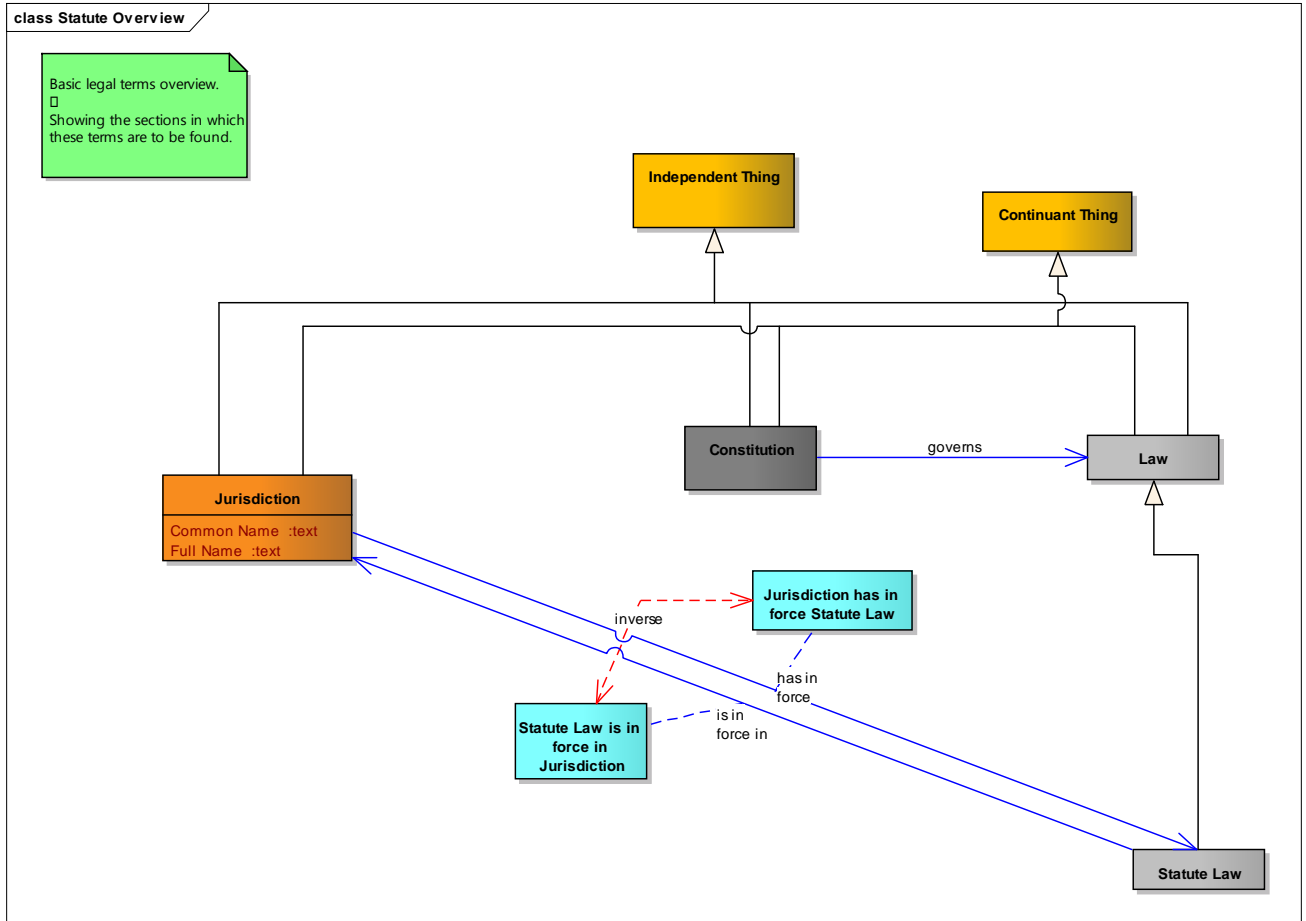 class Statute Overview
Basic legal terms overview.
Showing the sections in which
these terms are to be found.
Independent Thing
Continuant Thing
Constitution
governs
Law
Jurisdiction
Common Name :text
Full Name :text
Jurisdiction has in
force Statute Law
inverse
has in
force
Statute Law is in
force in
Jurisdiction
is in
force in
Statute Law